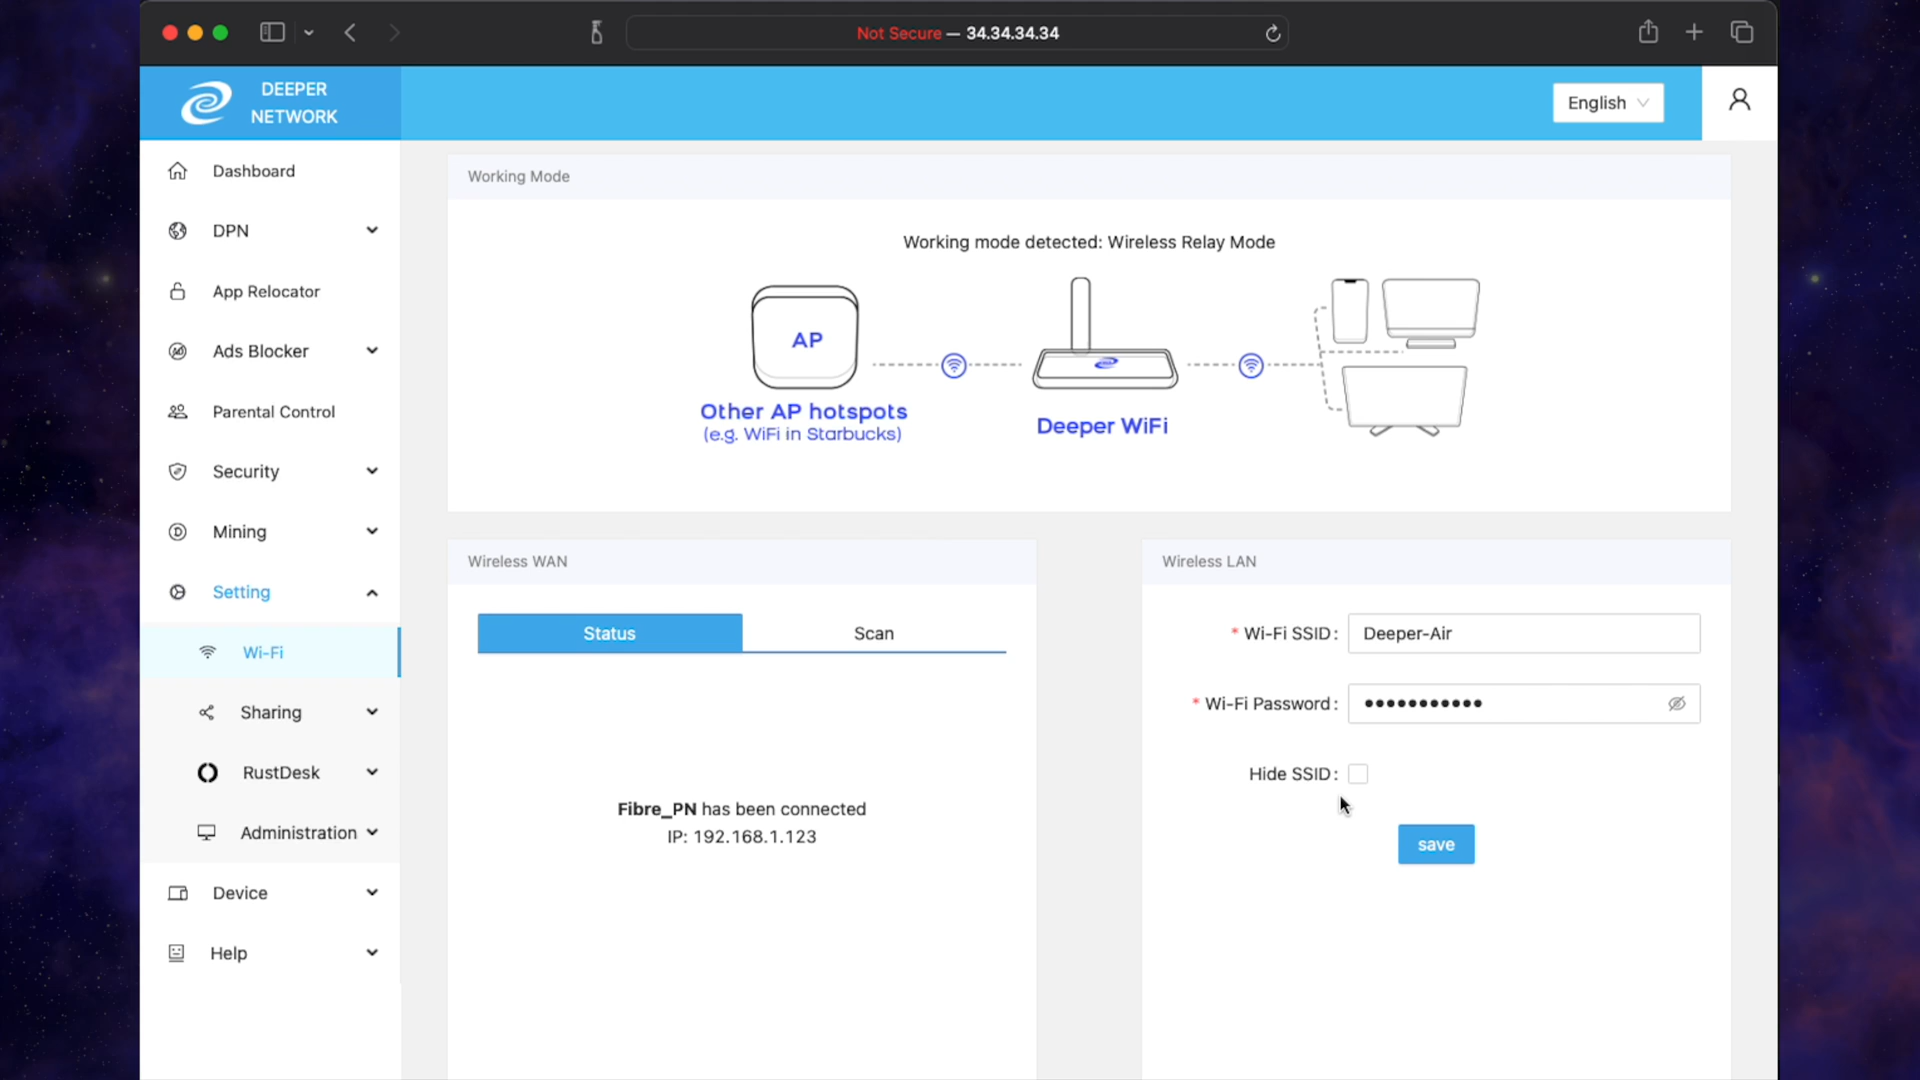 Not Secure — 34.34.34.34
DEEPER
NETWORK
English
Dashboard
DPN
App Relocator
Ads Blocker
Parental Control
Security
Mining
Setting
Wi-Fi
Sharing
RustDesk
Administration
Device
Help
Working Mode
Working mode detected: Wireless Relay Mode
AP
Other AP hotspots
(e.g. WiFi in Starbucks)
Deeper WiFi
Wireless WAN
Status
Scan
Fibre_PN has been connected
IP: 192.168.1.123
Wireless LAN
* Wi-Fi SSID: Deeper-Air
* Wi-Fi Password: •••••••••••
Hide SSID:
save